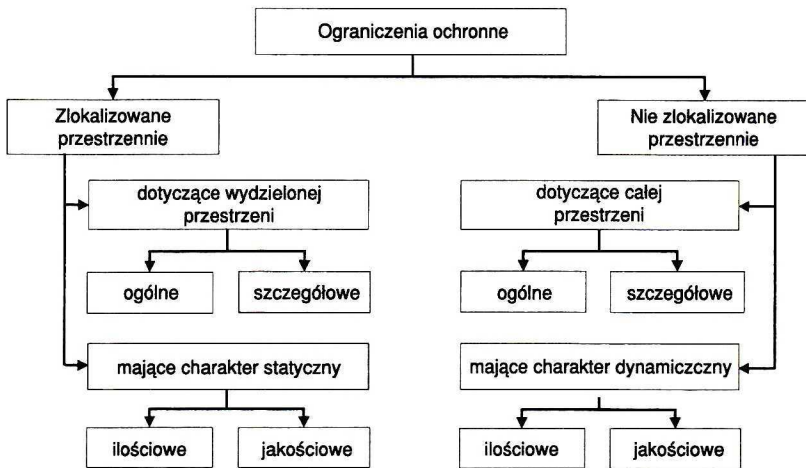 Ograniczenia ochronne
Zlokalizowane
przestrzennie
Nie zlokalizowane
przestrzennie
dotyczące wydzielonej
przestrzeni
dotyczące całej
przestrzeni
ogólne
szczegółowe
ogólne
szczegółowe
mające charakter statyczny
mające charakter dynamiczczny
ilościowe
jakościowe
ilościowe
jakościowe